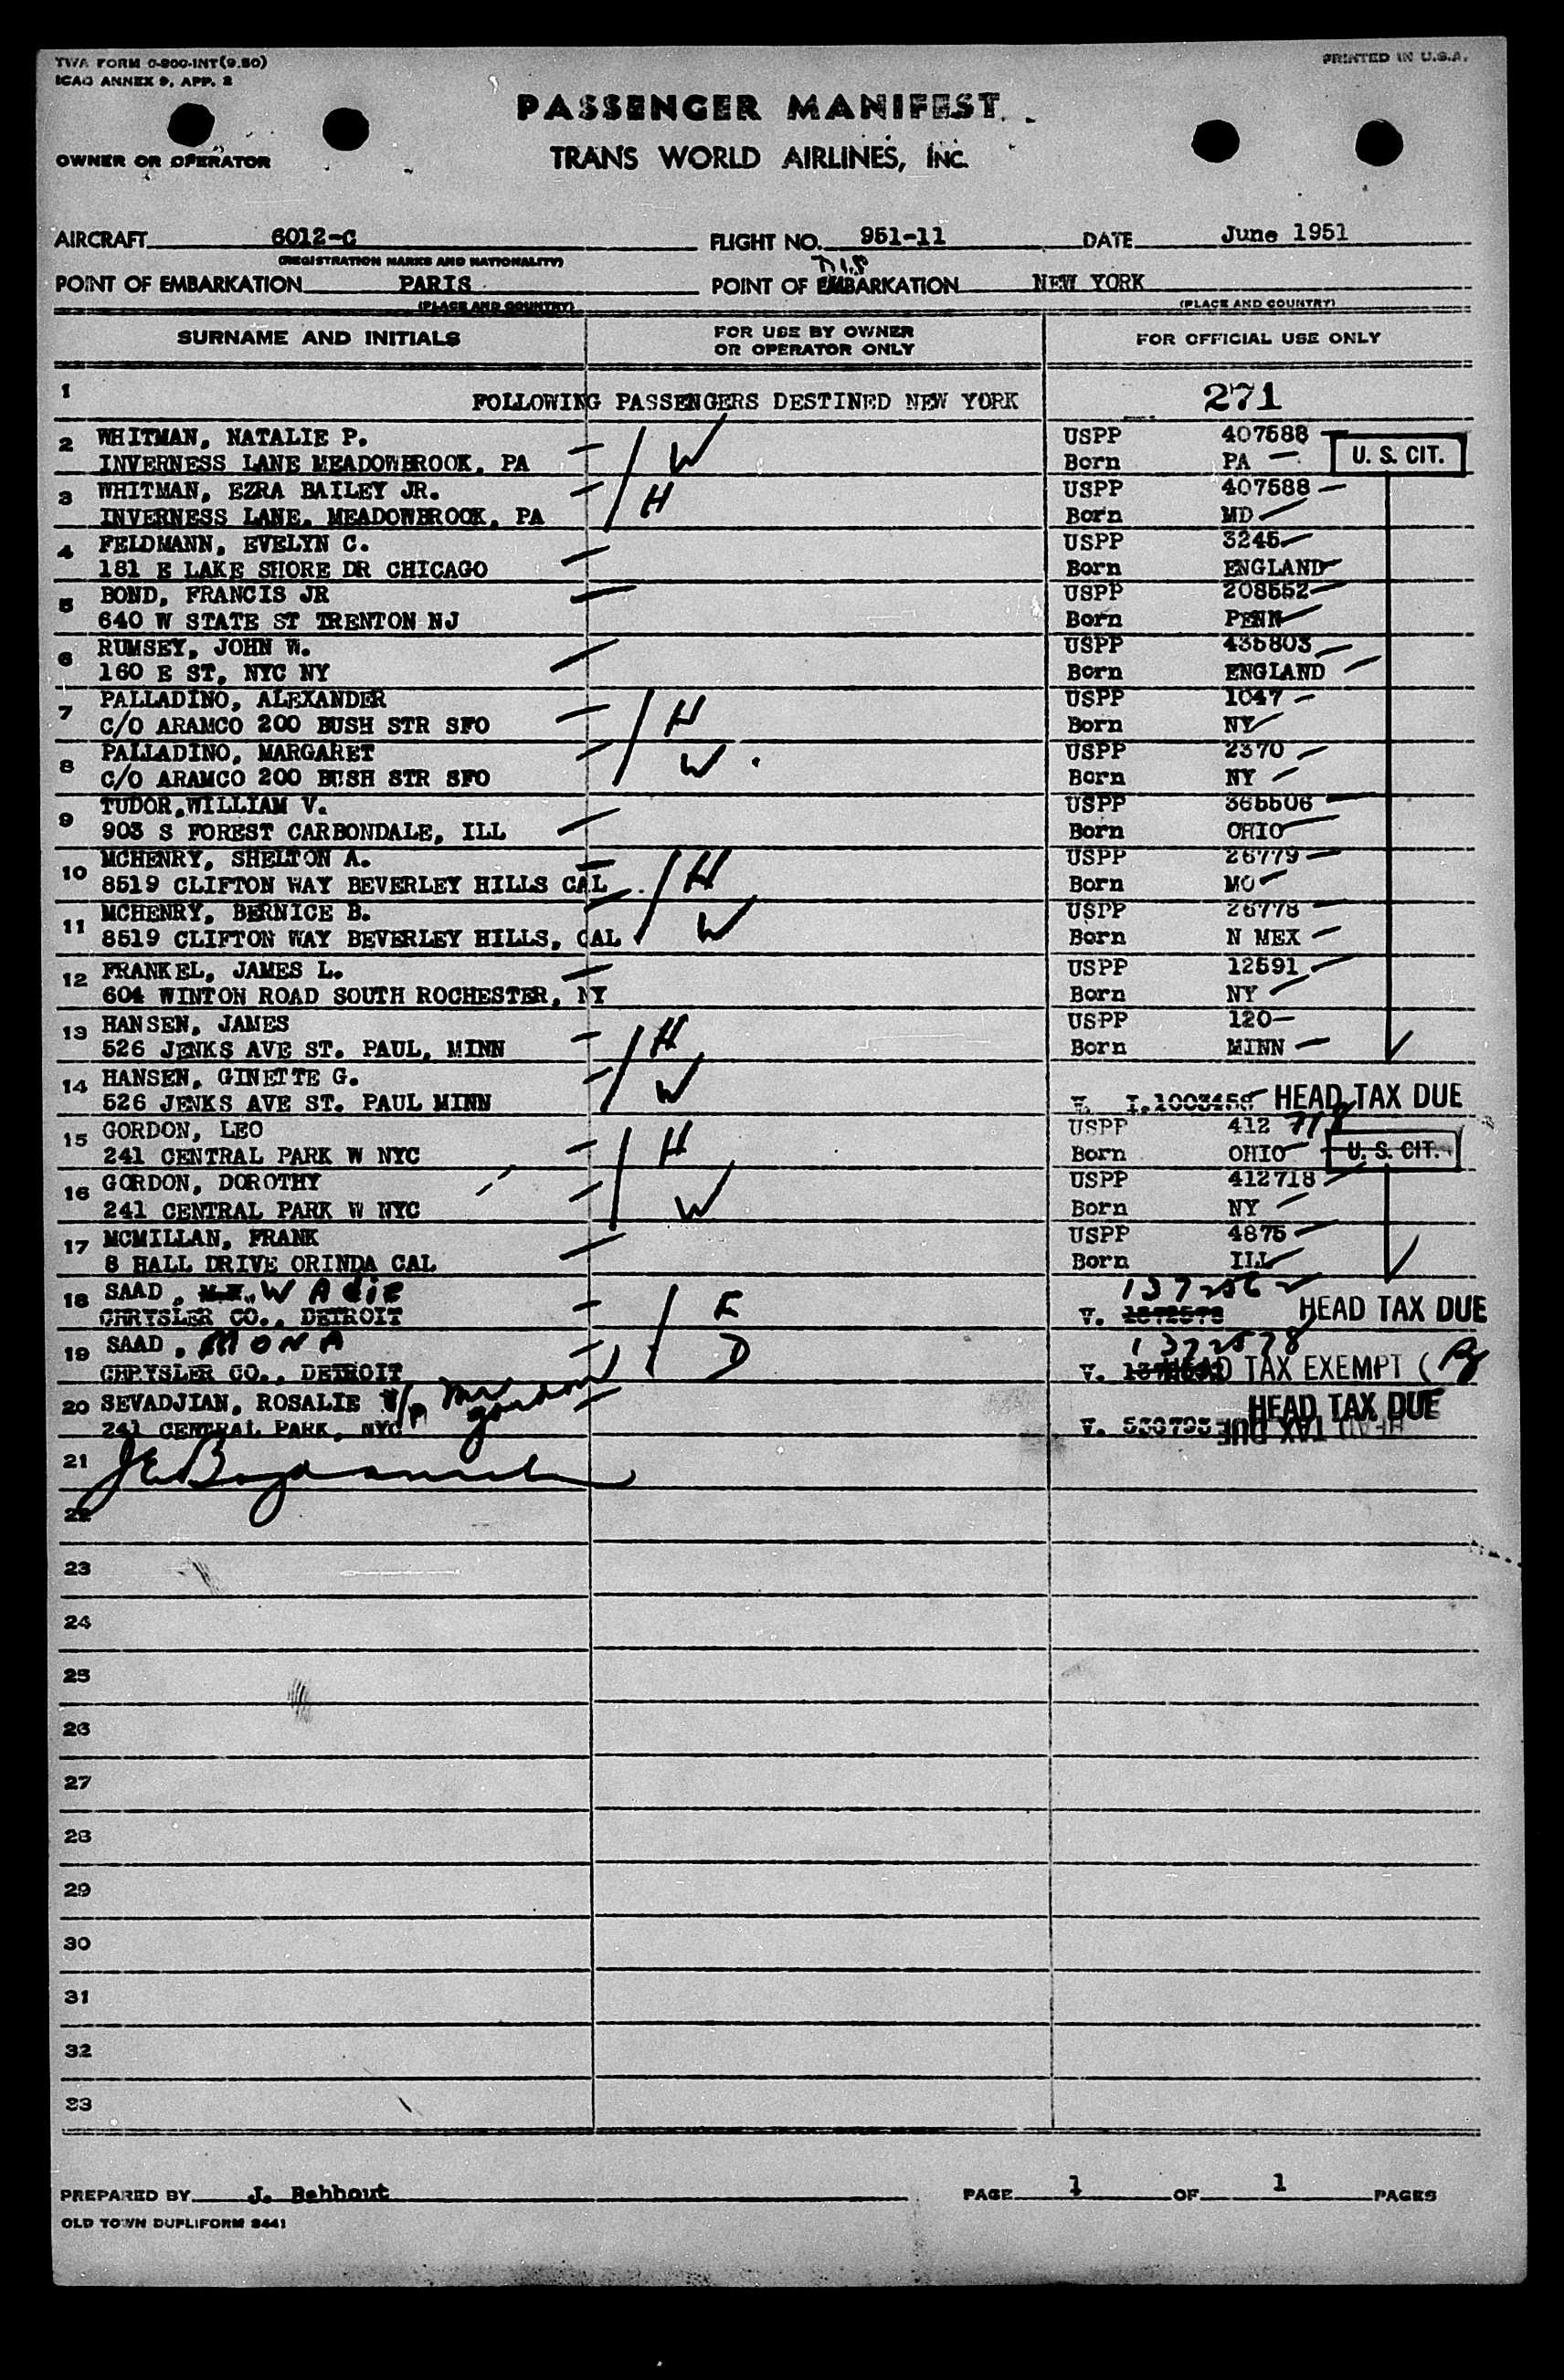 TWA FORM 0-800-INT(9.50)
ICAO ANNEX 9, APP. 2
PRINTED IN U.S.A.
PASSENGER MANIFEST
OWNER OR OPERATOR
TRANS WORLD AIRLINES, INC.
AIRCRAFT 6012-C FLIGHT NO. 951-11 DATE June 1951
(REGISTRATION MARKS AND NATIONALITY)
DIS
POINT OF EMBARKATION PARIS POINT OF EMBARKATION NEW YORK
(PLACE AND COUNTRY) (PLACE AND COUNTRY)
SURNAME AND INITIALS FOR USE BY OWNER OR OPERATOR ONLY FOR OFFICIAL USE ONLY
1 FOLLOWING PASSENGERS DESTINED NEW YORK 271
2 WHITMAN, NATALIE P. W USPP 407588
INVERNESS LANE MEADOWBROOK, PA Born PA U. S. CIT.
3 WHITMAN, EZRA BAILEY JR. H USPP 407588
INVERNESS LANE. MEADOWBROOK, PA Born MD
4 FELDMANN, EVELYN C. USPP 3245
181 E LAKE SHORE DR CHICAGO Born ENGLAND
5 BOND, FRANCIS JR USPP 208552
640 W STATE ST TRENTON NJ Born PENN
6 RUMSEY, JOHN W. USPP 435803
160 E ST, NYC NY Born ENGLAND
7 PALLADINO, ALEXANDER H USPP 1047
C/O ARAMCO 200 BUSH STR SFO Born NY
8 PALLADINO, MARGARET W USPP 2370
C/O ARAMCO 200 BUSH STR SFO Born NY
9 TUDOR,WILLIAM V. USPP 365506
903 S FOREST CARBONDALE, ILL Born OHIO
10 MCHENRY, SHELTON A. H USPP 26779
8519 CLIFTON WAY BEVERLEY HILLS CAL Born MO
11 MCHENRY, BERNICE B. W USPP 26778
8519 CLIFTON WAY BEVERLEY HILLS, CAL Born N MEX
12 FRANKEL, JAMES L. USPP 12591
604 WINTON ROAD SOUTH ROCHESTER, NY Born NY
13 HANSEN, JAMES H USPP 120
526 JENKS AVE ST. PAUL, MINN Born MINN
14 HANSEN, GINETTE G. W
526 JENKS AVE ST. PAUL MINN HEAD TAX DUE
15 GORDON, LEO H USPP 412 718
241 CENTRAL PARK W NYC Born OHIO U. S. CIT.
16 GORDON, DOROTHY W USPP 412718
241 CENTRAL PARK W NYC Born NY
17 MCMILLAN, FRANK USPP 4875
8 HALL DRIVE ORINDA CAL Born ILL
18 SAAD, WAdie F
CHRYSLER CO., DETROIT V. HEAD TAX DUE
19 SAAD, MONA D 1372578
CHRYSLER CO., DETROIT V. HEAD TAX EXEMPT
20 SEVADJIAN, ROSALIE Gordon HEAD TAX DUE
241 CENTRAL PARK, NYC V.
21
22
23
24
25
26
27
28
29
30
31
32
33
PREPARED BY J. Behhout PAGE 1 OF 1 PAGES
OLD TOWN DUPLIFORM 8441